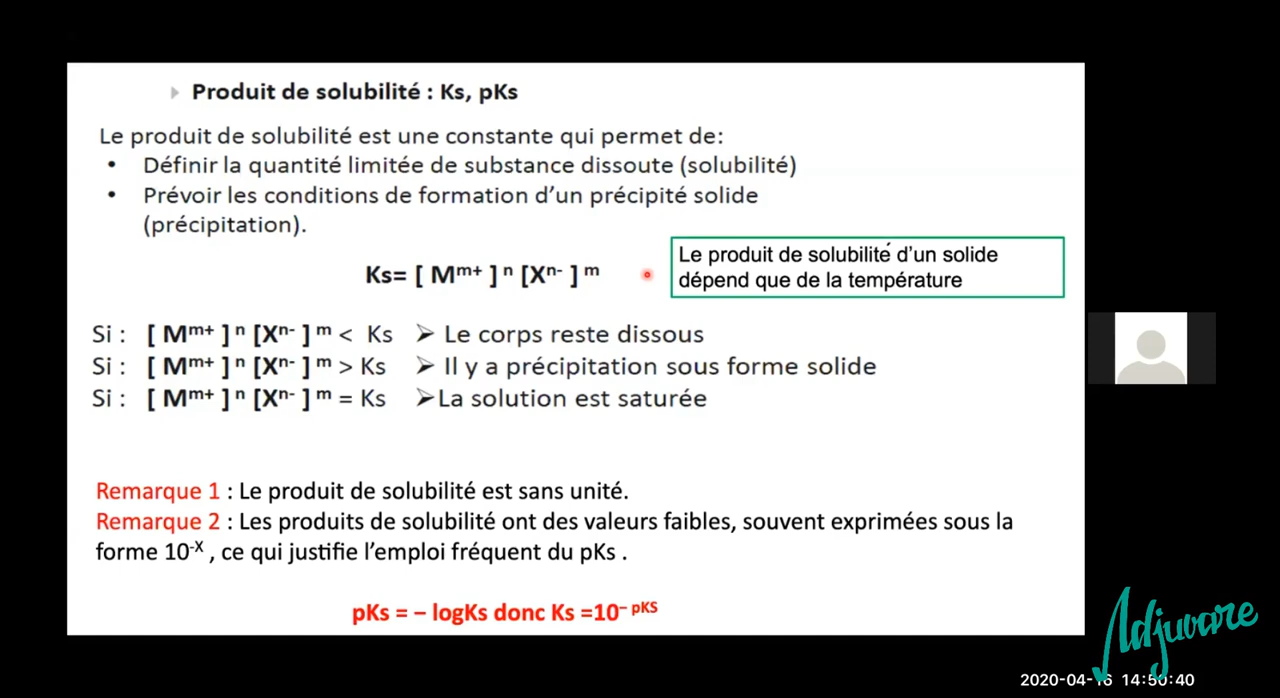 Produit de solubilité : Ks, pKs
Le produit de solubilité est une constante qui permet de:
• Définir la quantité limitée de substance dissoute (solubilité)
• Prévoir les conditions de formation d'un précipité solide
(précipitation).
Ks= [ Mᵐ⁺ ] ⁿ [Xⁿ⁻ ] ᵐ
Le produit de solubilité d'un solide
dépend que de la température
Si : [ Mᵐ⁺ ] ⁿ [Xⁿ⁻ ] ᵐ < Ks ➢ Le corps reste dissous
Si : [ Mᵐ⁺ ] ⁿ [Xⁿ⁻ ] ᵐ > Ks ➢ Il y a précipitation sous forme solide
Si : [ Mᵐ⁺ ] ⁿ [Xⁿ⁻ ] ᵐ = Ks ➢La solution est saturée
Remarque 1 : Le produit de solubilité est sans unité.
Remarque 2 : Les produits de solubilité ont des valeurs faibles, souvent exprimées sous la
forme 10⁻ˣ , ce qui justifie l'emploi fréquent du pKs .
pKs = – logKs donc Ks =10⁻ ᵖᴷˢ
Adjuvare
2020-04-16 14:50:40